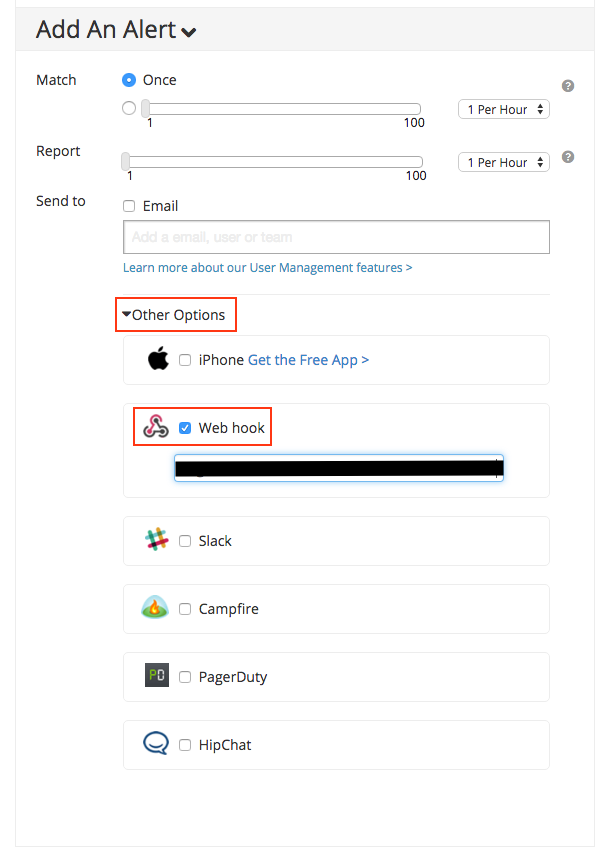 Add An Alert
Match
Once
1
100
1 Per Hour
?
Report
1
100
1 Per Hour
?
Send to
Email
Add a email, user or team
Learn more about our User Management features >
Other Options
iPhone Get the Free App >
Web hook
Slack
Campfire
PD
PagerDuty
HipChat